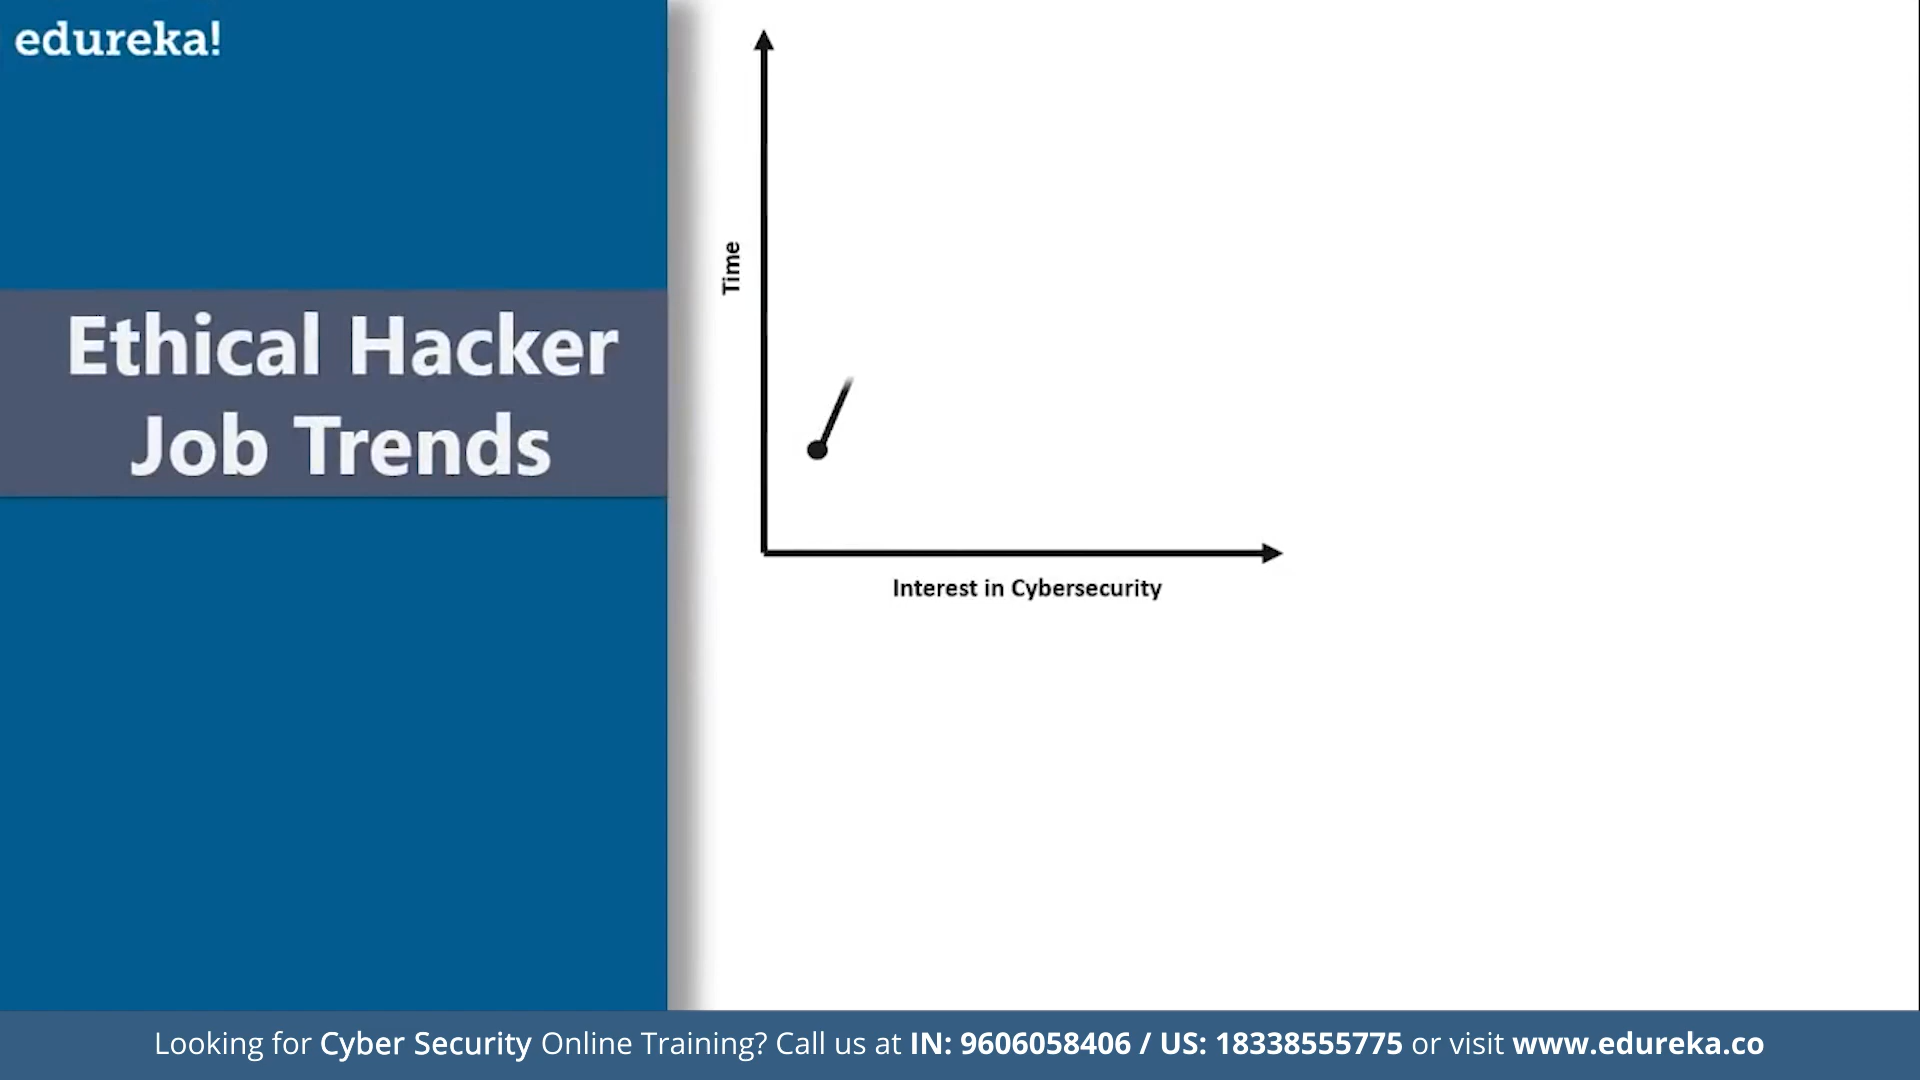 edureka!
Ethical Hacker
Job Trends
Time
Interest in Cybersecurity
Looking for Cyber Security Online Training? Call us at IN: 9606058406 / US: 18338555775 or visit www.edureka.co